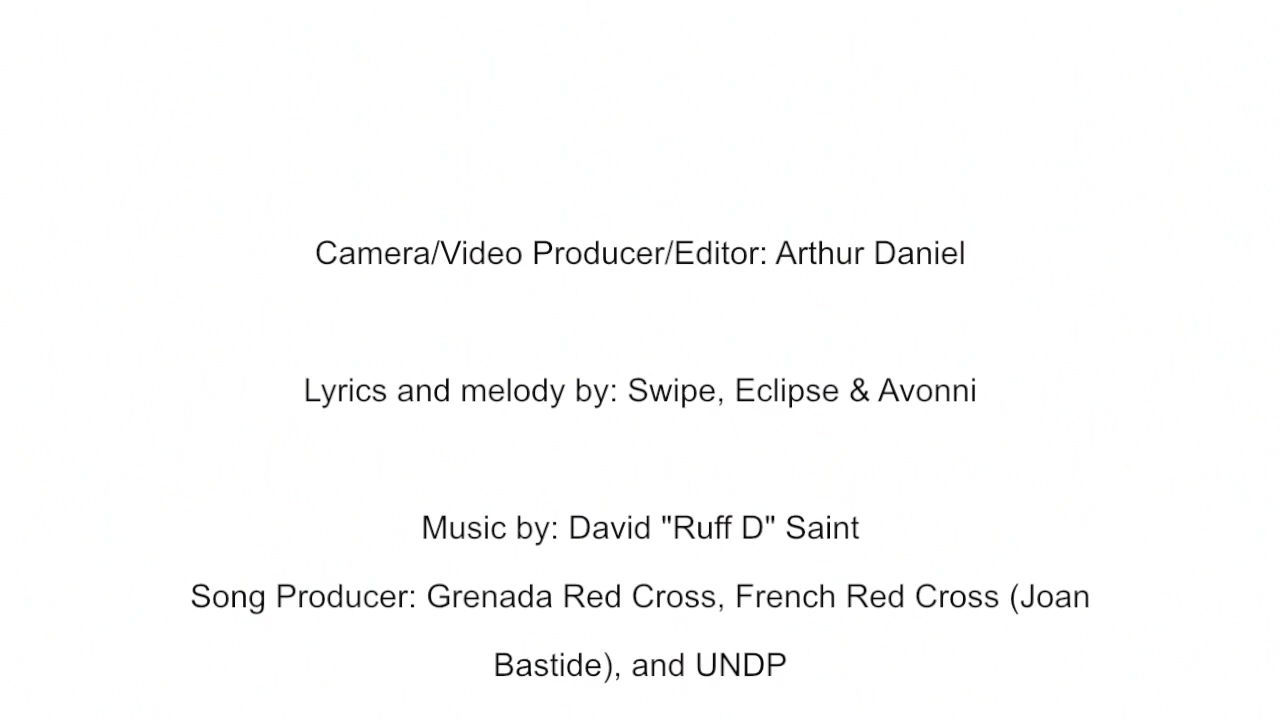 Camera/Video Producer/Editor: Arthur Daniel
Lyrics and melody by: Swipe, Eclipse & Avonni
Music by: David "Ruff D" Saint
Song Producer: Grenada Red Cross, French Red Cross (Joan
Bastide), and UNDP